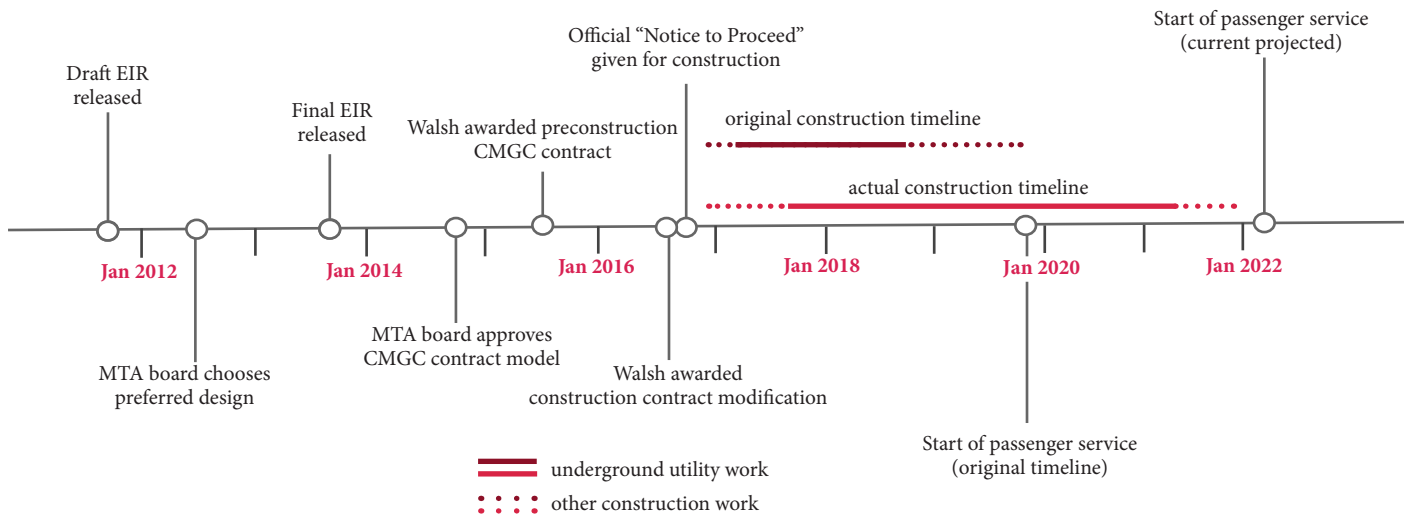 Start of passenger service
(current projected)
Official “Notice to Proceed”
given for construction
Draft EIR
released
Final EIR
released
Walsh awarded preconstruction
CMGC contract
original construction timeline
actual construction timeline
Jan 2012
Jan 2014
Jan 2016
Jan 2018
Jan 2020
Jan 2022
MTA board chooses
preferred design
MTA board approves
CMGC contract model
Walsh awarded
construction contract modification
Start of passenger service
(original timeline)
underground utility work
other construction work